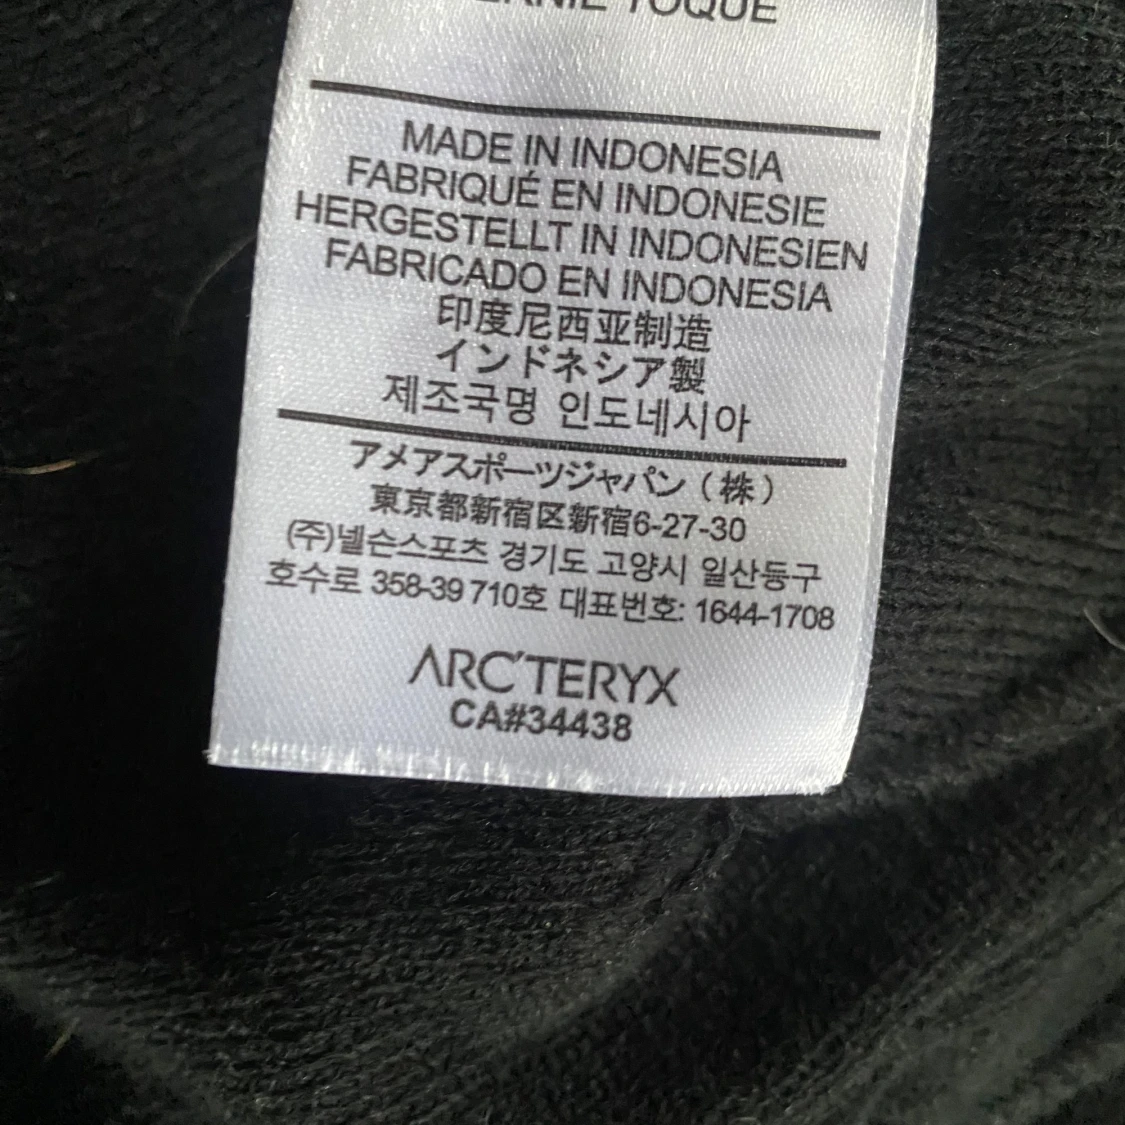 TOQUE
MADE IN INDONESIA
FABRIQUÉ EN INDONESIE
HERGESTELLT IN INDONESIEN
FABRICADO EN INDONESIA
印度尼西亚制造
インドネシア製
제조국명 인도네시아
アメアスポーツジャパン（株）
東京都新宿区新宿6-27-30
(주)넬슨스포츠 경기도 고양시 일산동구
호수로 358-39 710호 대표번호: 1644-1708
ARC'TERYX
CA#34438